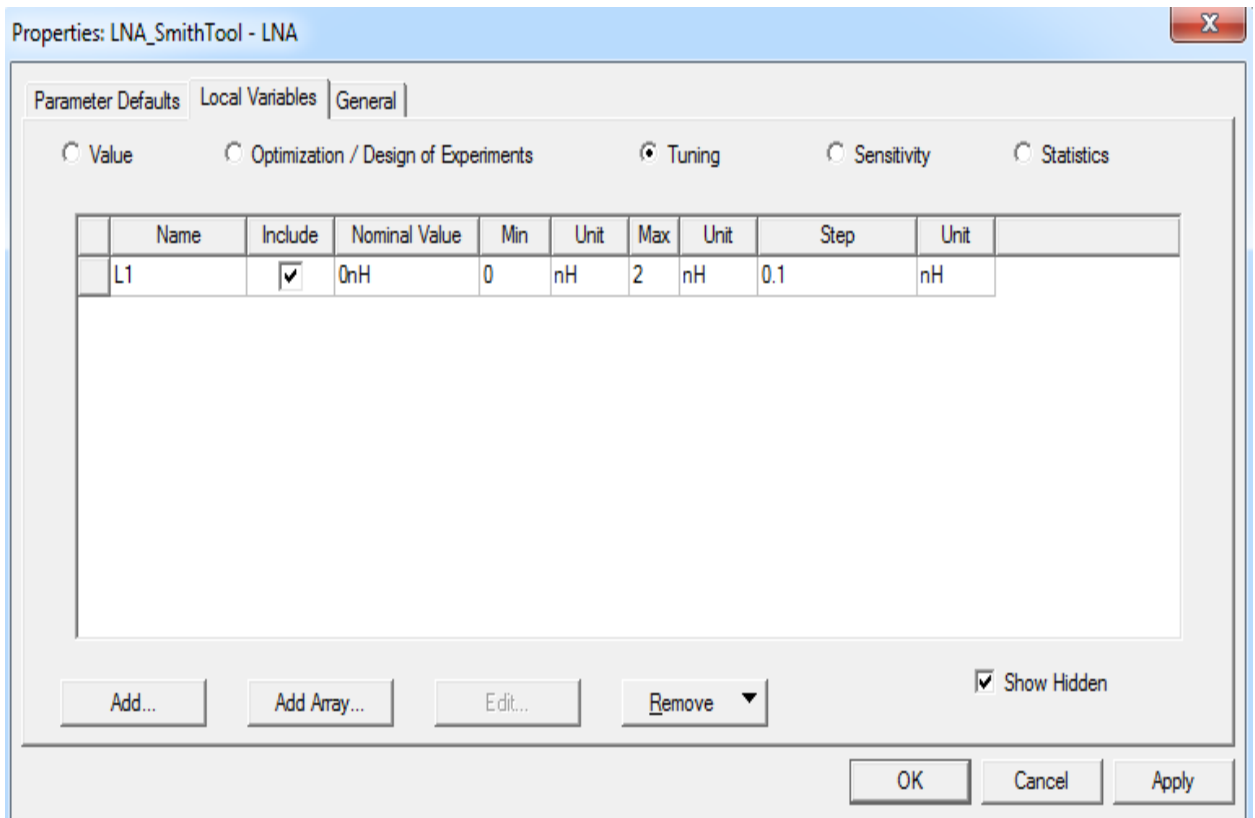 Properties: LNA_SmithTool - LNA
x
Parameter Defaults Local Variables General
Value Optimization / Design of Experiments Tuning Sensitivity Statistics
Name Include Nominal Value Min Unit Max Unit Step Unit
L1 0nH 0 nH 2 nH 0.1 nH
Add... Add Array... Edit... Remove Show Hidden
OK Cancel Apply